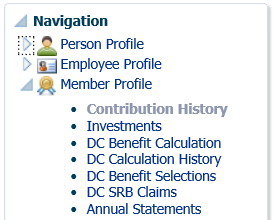 Navigation
Person Profile
Employee Profile
Member Profile
Contribution History
Investments
DC Benefit Calculation
DC Calculation History
DC Benefit Selections
DC SRB Claims
Annual Statements